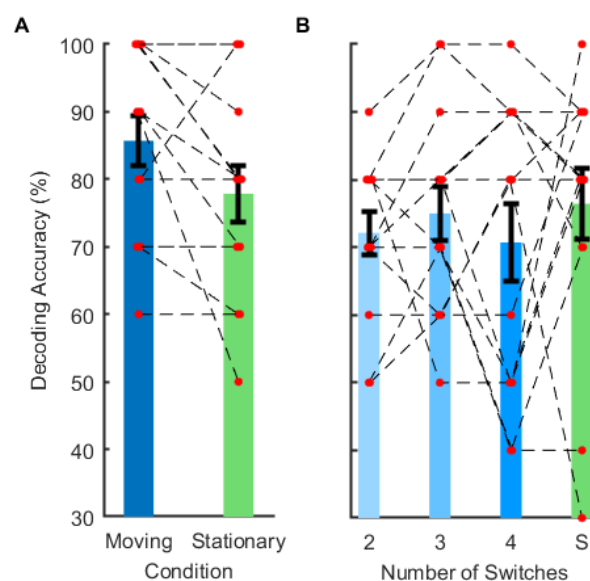 A
B
Decoding Accuracy (%)
100
90
80
70
60
50
40
30
Moving Stationary
Condition
2 3 4 S
Number of Switches